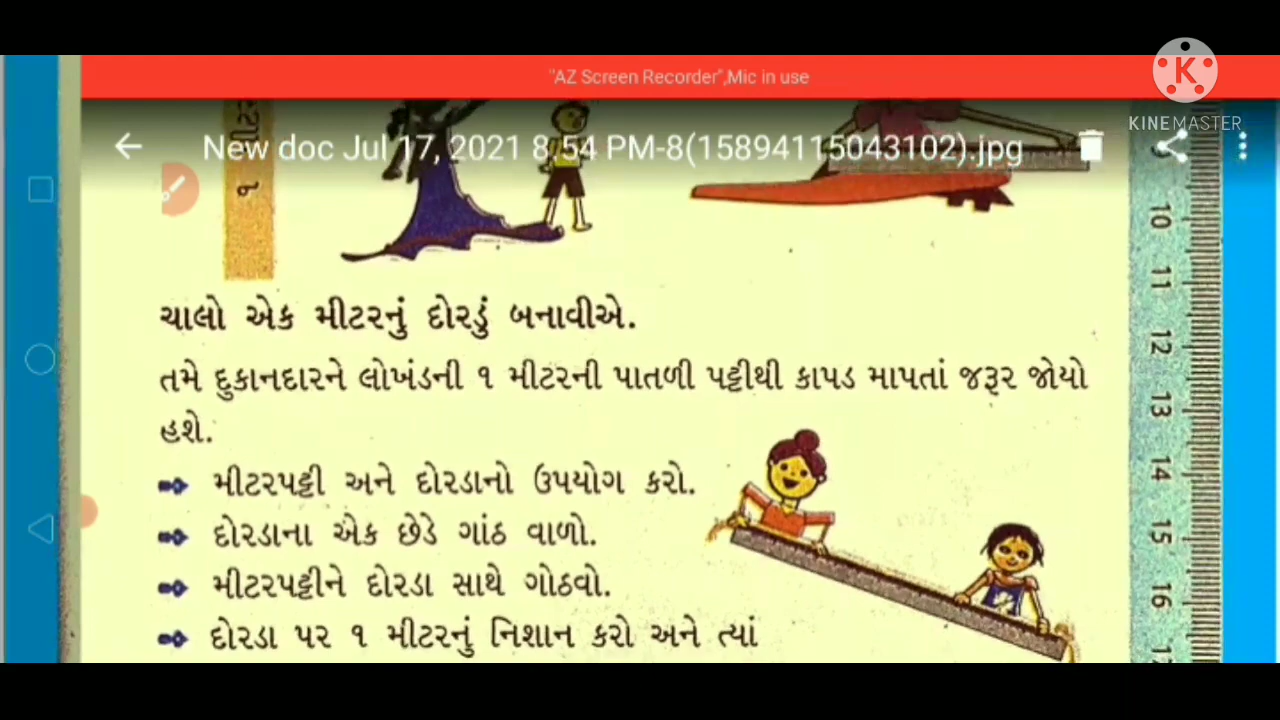 "AZ Screen Recorder",Mic in use
KINEMASTER
New doc Jul 17, 2021 8:54 PM-8(15894115043102).jpg
૧
10
11
12
13
14
15
16
ચાલો એક મીટરનું દોરડું બનાવીએ.
તમે દુકાનદારને લોખંડની ૧ મીટરની પાતળી પટ્ટીથી કાપડ માપતાં જરૂર જોયો
હશે.
મીટરપટ્ટી અને દોરડાનો ઉપયોગ કરો.
દોરડાના એક છેડે ગાંઠ વાળો.
મીટરપટ્ટીને દોરડા સાથે ગોઠવો.
દોરડા પર ૧ મીટરનું નિશાન કરો અને ત્યાં